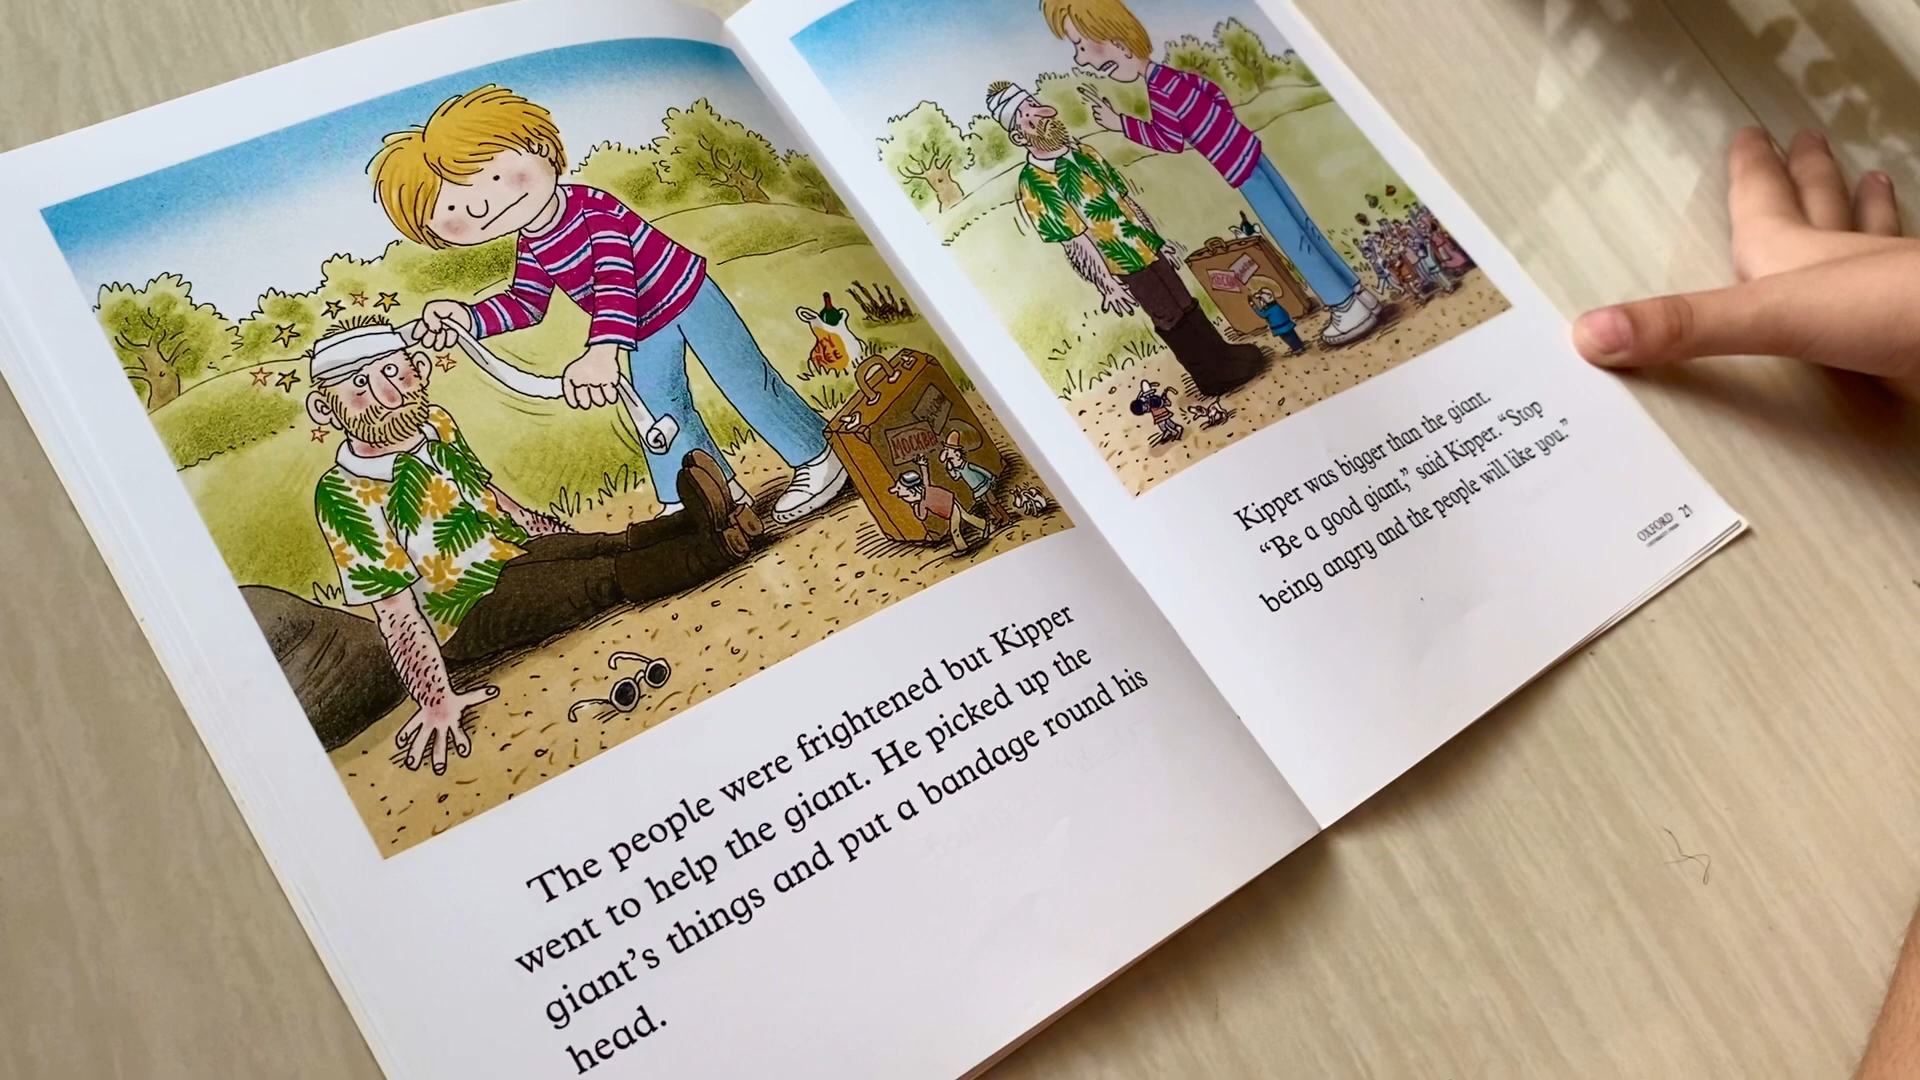 The people were frightened but Kipper
went to help the giant. He picked up the
giant's things and put a bandage round his
head.
МОСКВА
Kipper was bigger than the giant.
“Be a good giant,” said Kipper. “Stop
being angry and the people will like you.”
OXFORD
21